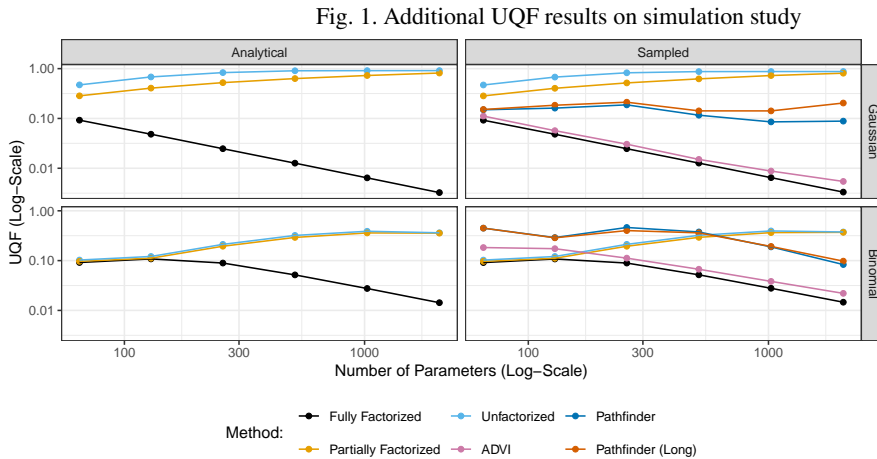 Fig. 1. Additional UQF results on simulation study
Analytical
Sampled
1.00
0.10
0.01
Gaussian
1.00
0.10
0.01
Binomial
UQF (Log−Scale)
100
300
1000
100
300
1000
Number of Parameters (Log−Scale)
Method:
Fully Factorized
Unfactorized
Pathfinder
Partially Factorized
ADVI
Pathfinder (Long)